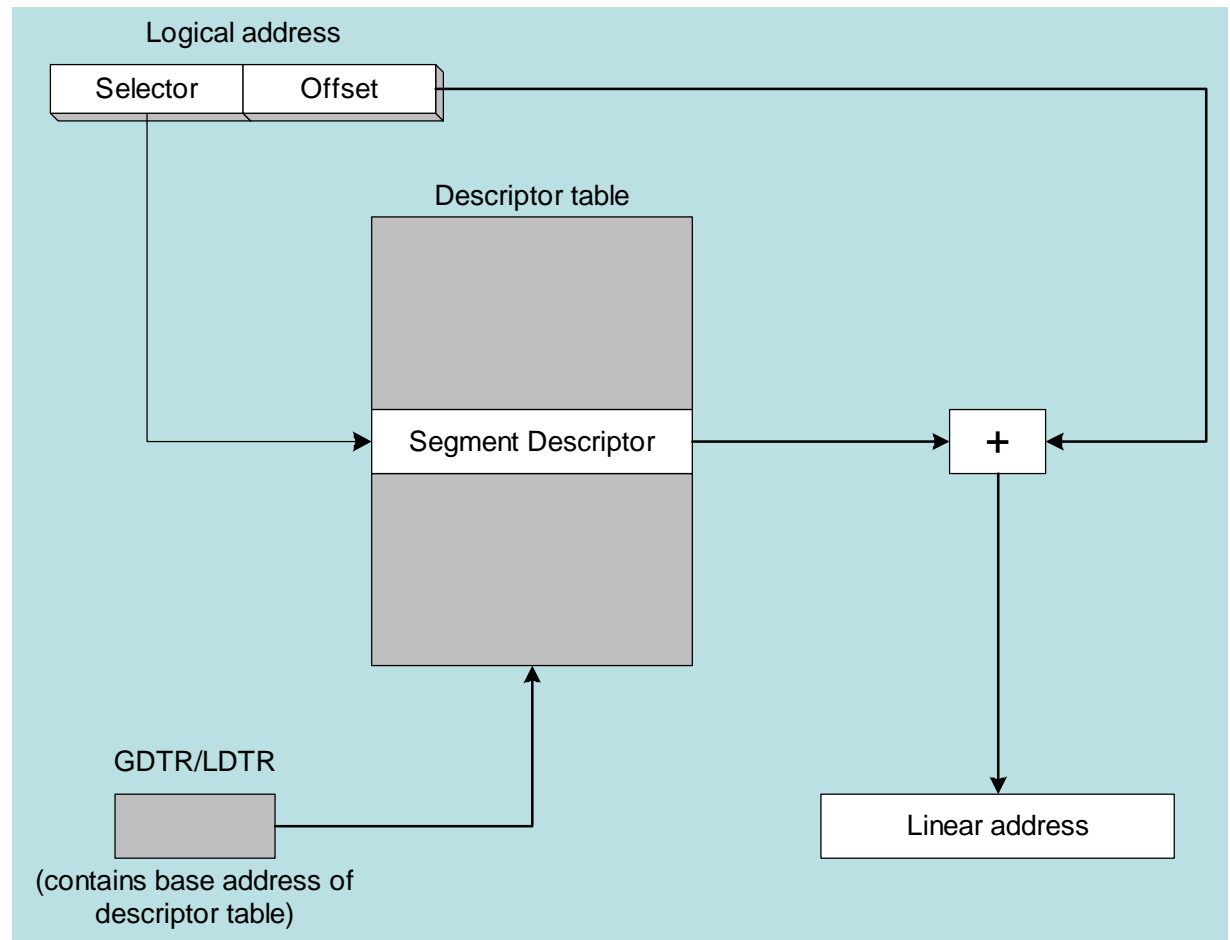 Logical address
Selector
Offset
Descriptor table
Segment Descriptor
+
GDTR/LDTR
Linear address
(contains base address of
descriptor table)